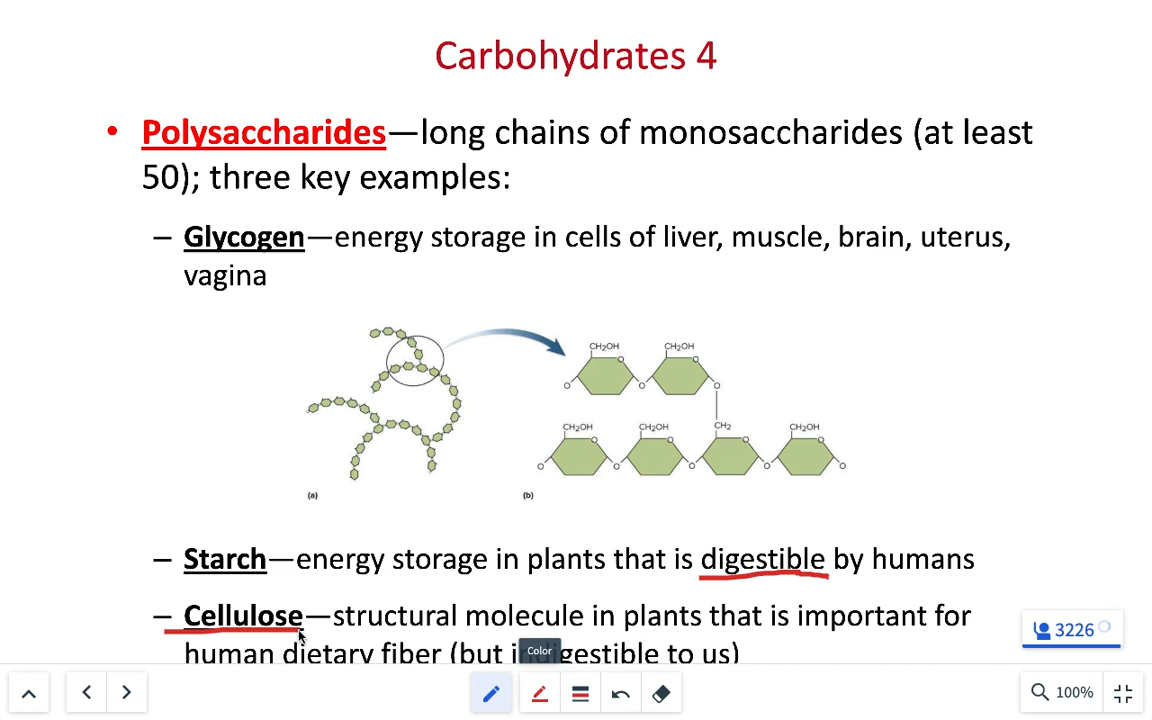 Carbohydrates 4
• Polysaccharides—long chains of monosaccharides (at least
50); three key examples:
– Glycogen—energy storage in cells of liver, muscle, brain, uterus,
vagina
CH₂OH CH₂OH
O O
O O O
CH₂OH CH₂OH CH₂ CH₂OH
O O O O
O O O O O
(a) (b)
– Starch—energy storage in plants that is digestible by humans
– Cellulose—structural molecule in plants that is important for
human dietary fiber (but indigestible to us)
3226
Color
100%